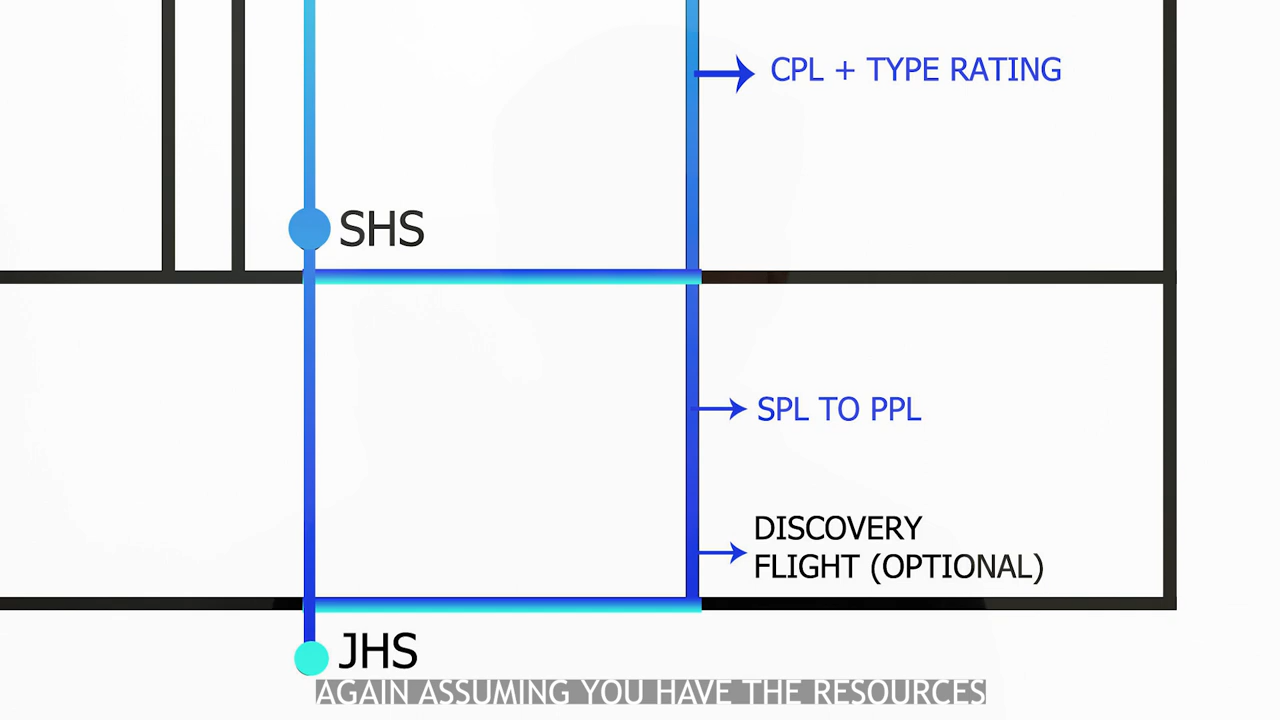 CPL + TYPE RATING
SHS
SPL TO PPL
DISCOVERY
FLIGHT (OPTIONAL)
JHS
AGAIN ASSUMING YOU HAVE THE RESOURCES